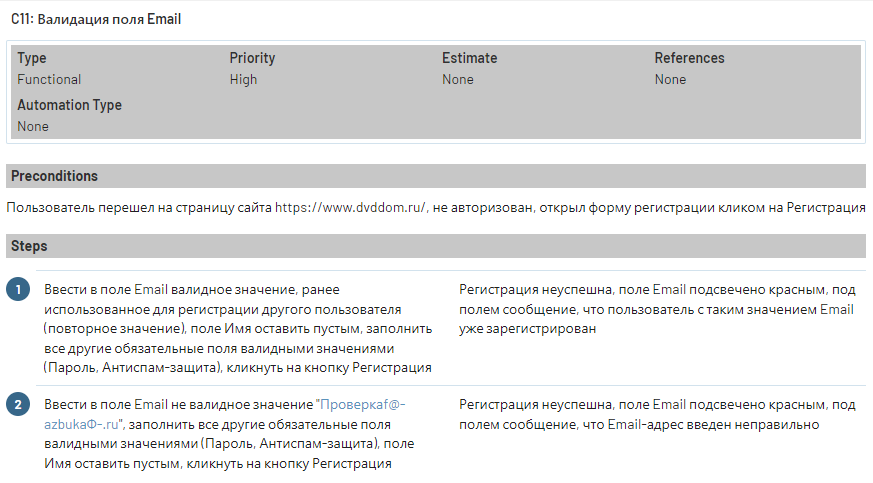 C11: Валидация поля Email
Type Priority Estimate References
Functional High None None
Automation Type
None
Preconditions
Пользователь перешел на страницу сайта https://www.dvddom.ru/, не авторизован, открыл форму регистрации кликом на Регистрация
Steps
1
Ввести в поле Email валидное значение, ранее
использованное для регистрации другого пользователя
(повторное значение), поле Имя оставить пустым, заполнить
все другие обязательные поля валидными значениями
(Пароль, Антиспам-защита), кликнуть на кнопку Регистрация
Регистрация неуспешна, поле Email подсвечено красным, под
полем сообщение, что пользователь с таким значением Email
уже зарегистрирован
2
Ввести в поле Email не валидное значение "Проверкаf@-
azbukaФ-.ru", заполнить все другие обязательные поля
валидными значениями (Пароль, Антиспам-защита), поле
Имя оставить пустым, кликнуть на кнопку Регистрация
Регистрация неуспешна, поле Email подсвечено красным, под
полем сообщение, что Email-адрес введен неправильно